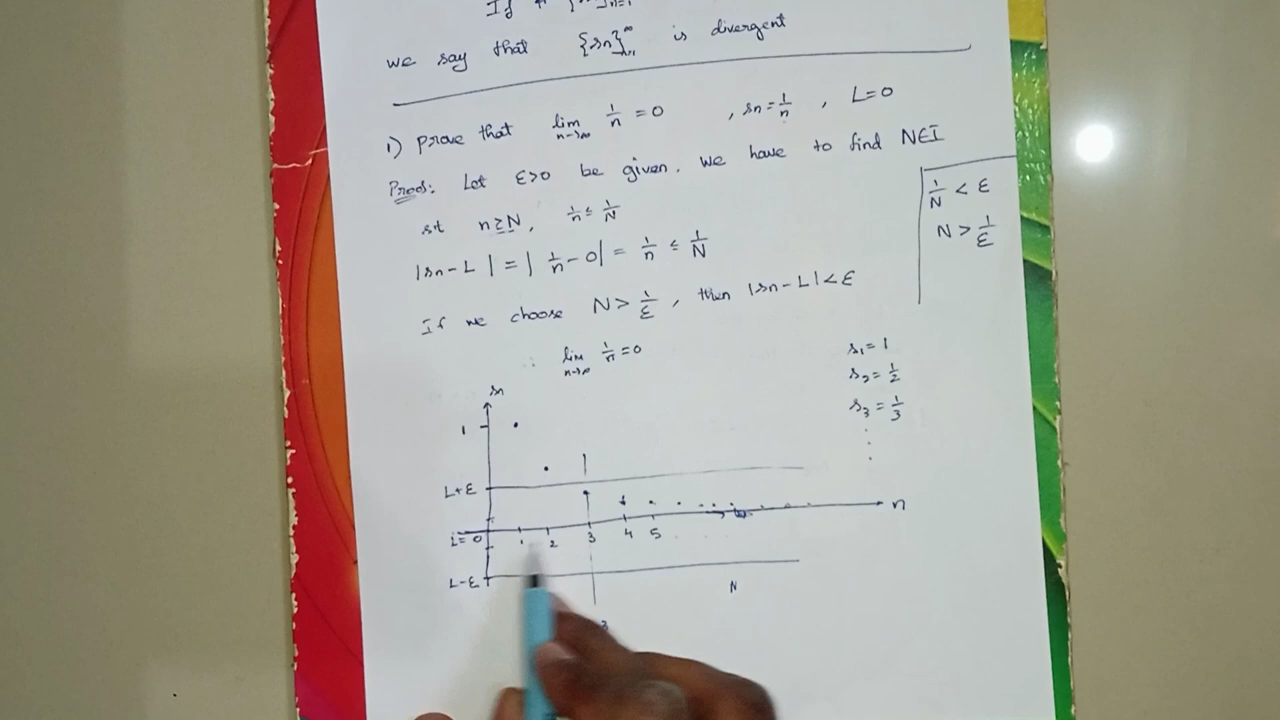 If
we say that {sn}∞n=1 is divergent
1) Prove that lim n→∞ 1/n = 0 , sn = 1/n , L=0
Proof: Let ε>0 be given. We have to find N∈I
st n≥N, 1/n ≤ 1/N
|sn-L| = |1/n - 0| = 1/n ≤ 1/N
If we choose N > 1/ε , then |sn-L|<ε
∴ lim n→∞ 1/n = 0
1/N < ε
N > 1/ε
s1 = 1
s2 = 1/2
s3 = 1/3
sn
1
L+ε
L=0
L-ε
1 2 3 4 5
n
N
3